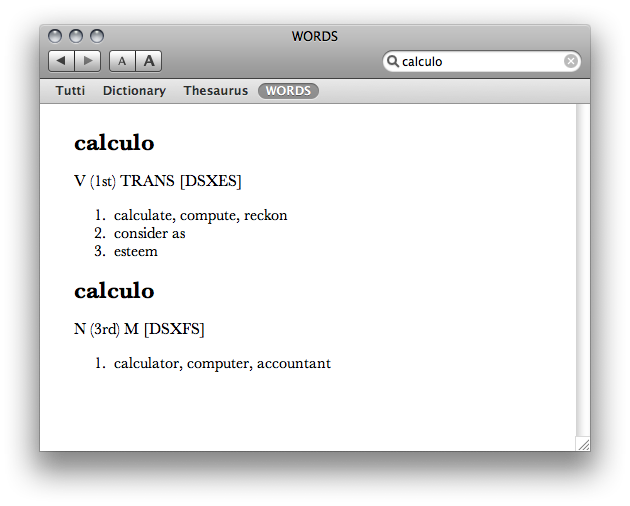 WORDS
A A calculo
Tutti Dictionary Thesaurus WORDS
calculo
V (1st) TRANS [DSXES]
1. calculate, compute, reckon
2. consider as
3. esteem
calculo
N (3rd) M [DSXFS]
1. calculator, computer, accountant